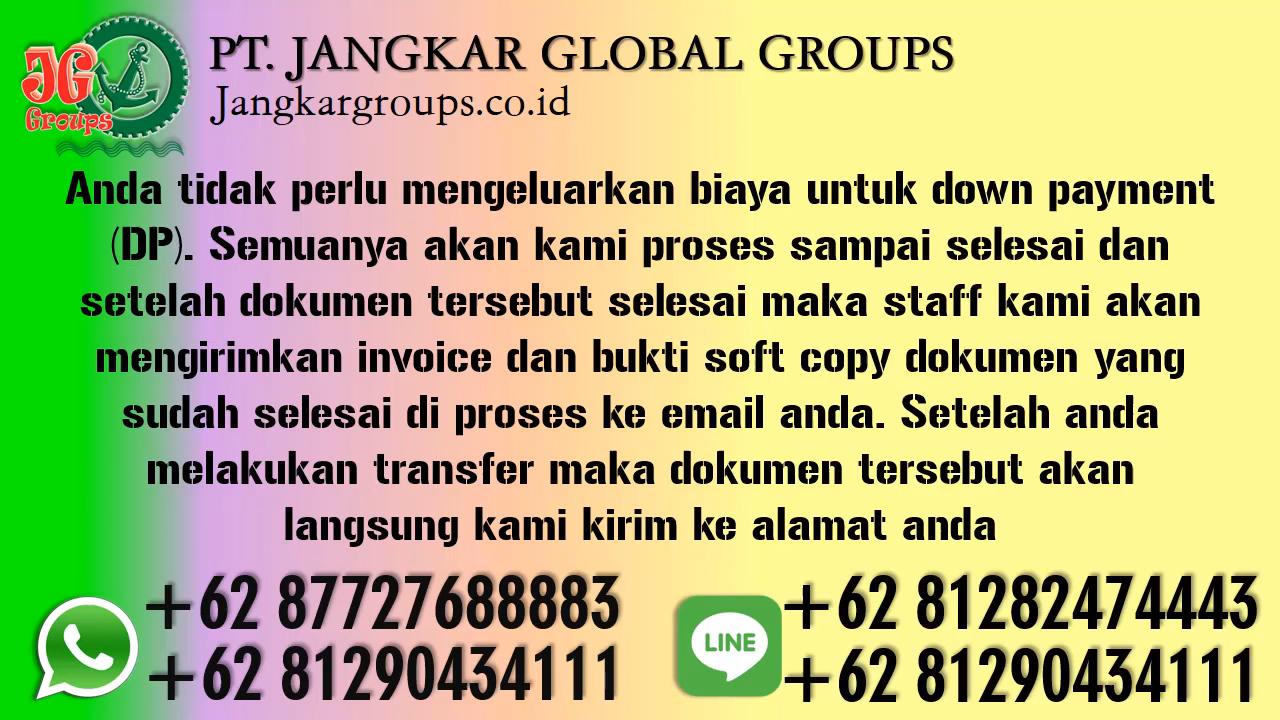 JG
Groups
PT. JANGKAR GLOBAL GROUPS
Jangkargroups.co.id
Anda tidak perlu mengeluarkan biaya untuk down payment
(DP). Semuanya akan kami proses sampai selesai dan
setelah dokumen tersebut selesai maka staff kami akan
mengirimkan invoice dan bukti soft copy dokumen yang
sudah selesai di proses ke email anda. Setelah anda
melakukan transfer maka dokumen tersebut akan
langsung kami kirim ke alamat anda
+62 87727688883
+62 81290434111
LINE
+62 81282474443
+62 81290434111